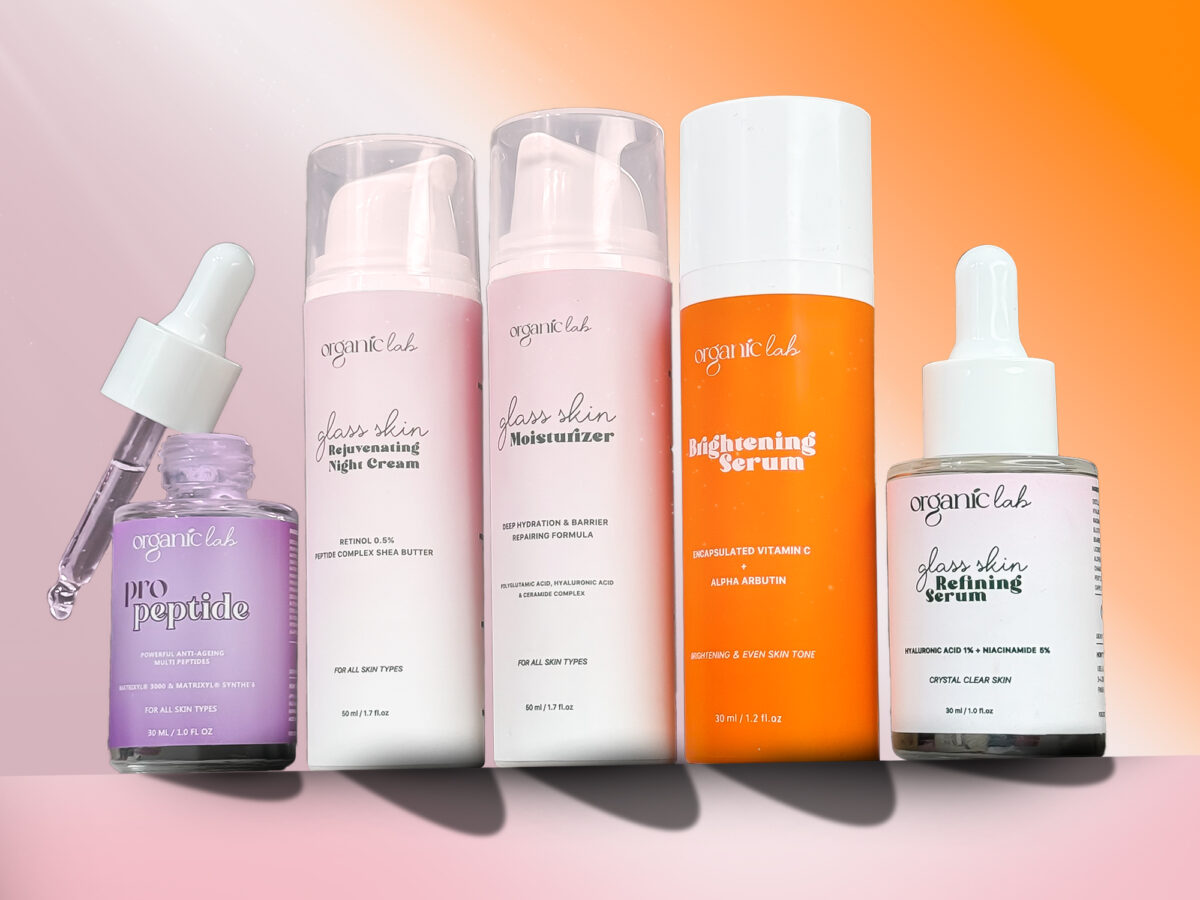 organic lab
pro
peptide
POWERFUL ANTI-AGEING
MULTI PEPTIDES
MATRIXYL® 3000 & MATRIXYL® SYNTHE'6
FOR ALL SKIN TYPES
30 ML / 1.0 FL OZ
organic lab
glass skin
Rejuvenating
Night Cream
RETINOL 0.5%
PEPTIDE COMPLEX SHEA BUTTER
FOR ALL SKIN TYPES
50 ml / 1.7 fl.oz
organic lab
glass skin
Moisturizer
DEEP HYDRATION & BARRIER
REPAIRING FORMULA
POLYGLUTAMIC ACID, HYALURONIC ACID
& CERAMIDE COMPLEX
FOR ALL SKIN TYPES
50 ml / 1.7 fl.oz
organic lab
Brightening
Serum
ENCAPSULATED VITAMIN C
+
ALPHA ARBUTIN
BRIGHTENING & EVEN SKIN TONE
30 ml / 1.2 fl.oz
organic lab
glass skin
Refining
Serum
HYALURONIC ACID 1% + NIACINAMIDE 5%
CRYSTAL CLEAR SKIN
30 ml / 1.0 fl.oz